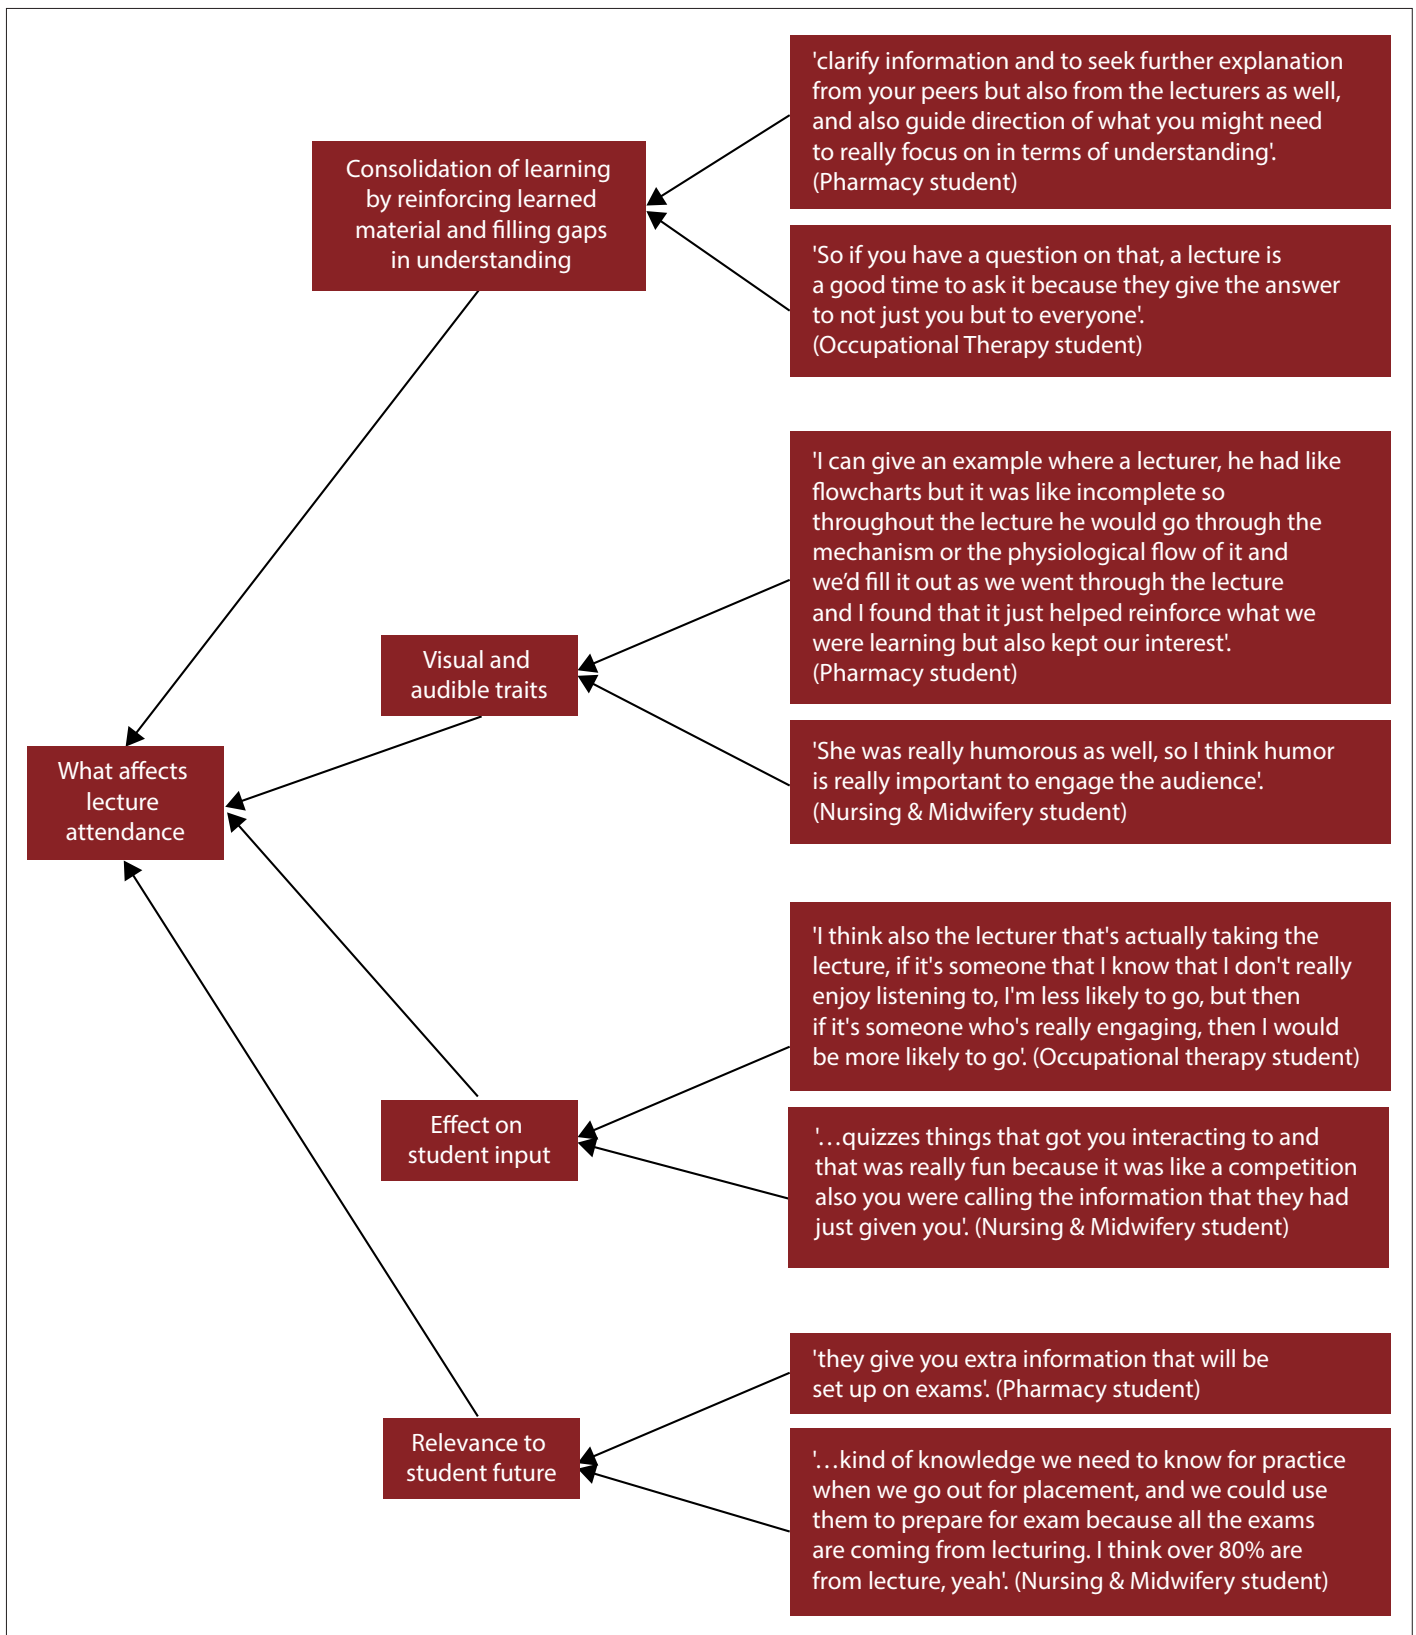 'clarify information and to seek further explanation
from your peers but also from the lecturers as well,
and also guide direction of what you might need
to really focus on in terms of understanding'.
(Pharmacy student)
Consolidation of learning
by reinforcing learned
material and filling gaps
in understanding
'So if you have a question on that, a lecture is
a good time to ask it because they give the answer
to not just you but to everyone'.
(Occupational Therapy student)
'I can give an example where a lecturer, he had like
flowcharts but it was like incomplete so
throughout the lecture he would go through the
mechanism or the physiological flow of it and
we’d fill it out as we went through the lecture
and I found that it just helped reinforce what we
were learning but also kept our interest'.
(Pharmacy student)
Visual and
audible traits
'She was really humorous as well, so I think humor
is really important to engage the audience'.
(Nursing & Midwifery student)
What affects
lecture
attendance
'I think also the lecturer that's actually taking the
lecture, if it's someone that I know that I don't really
enjoy listening to, I'm less likely to go, but then
if it's someone who's really engaging, then I would
be more likely to go'. (Occupational therapy student)
Effect on
student input
'…quizzes things that got you interacting to and
that was really fun because it was like a competition
also you were calling the information that they had
just given you'. (Nursing & Midwifery student)
'they give you extra information that will be
set up on exams'. (Pharmacy student)
Relevance to
student future
'…kind of knowledge we need to know for practice
when we go out for placement, and we could use
them to prepare for exam because all the exams
are coming from lecturing. I think over 80% are
from lecture, yeah'. (Nursing & Midwifery student)